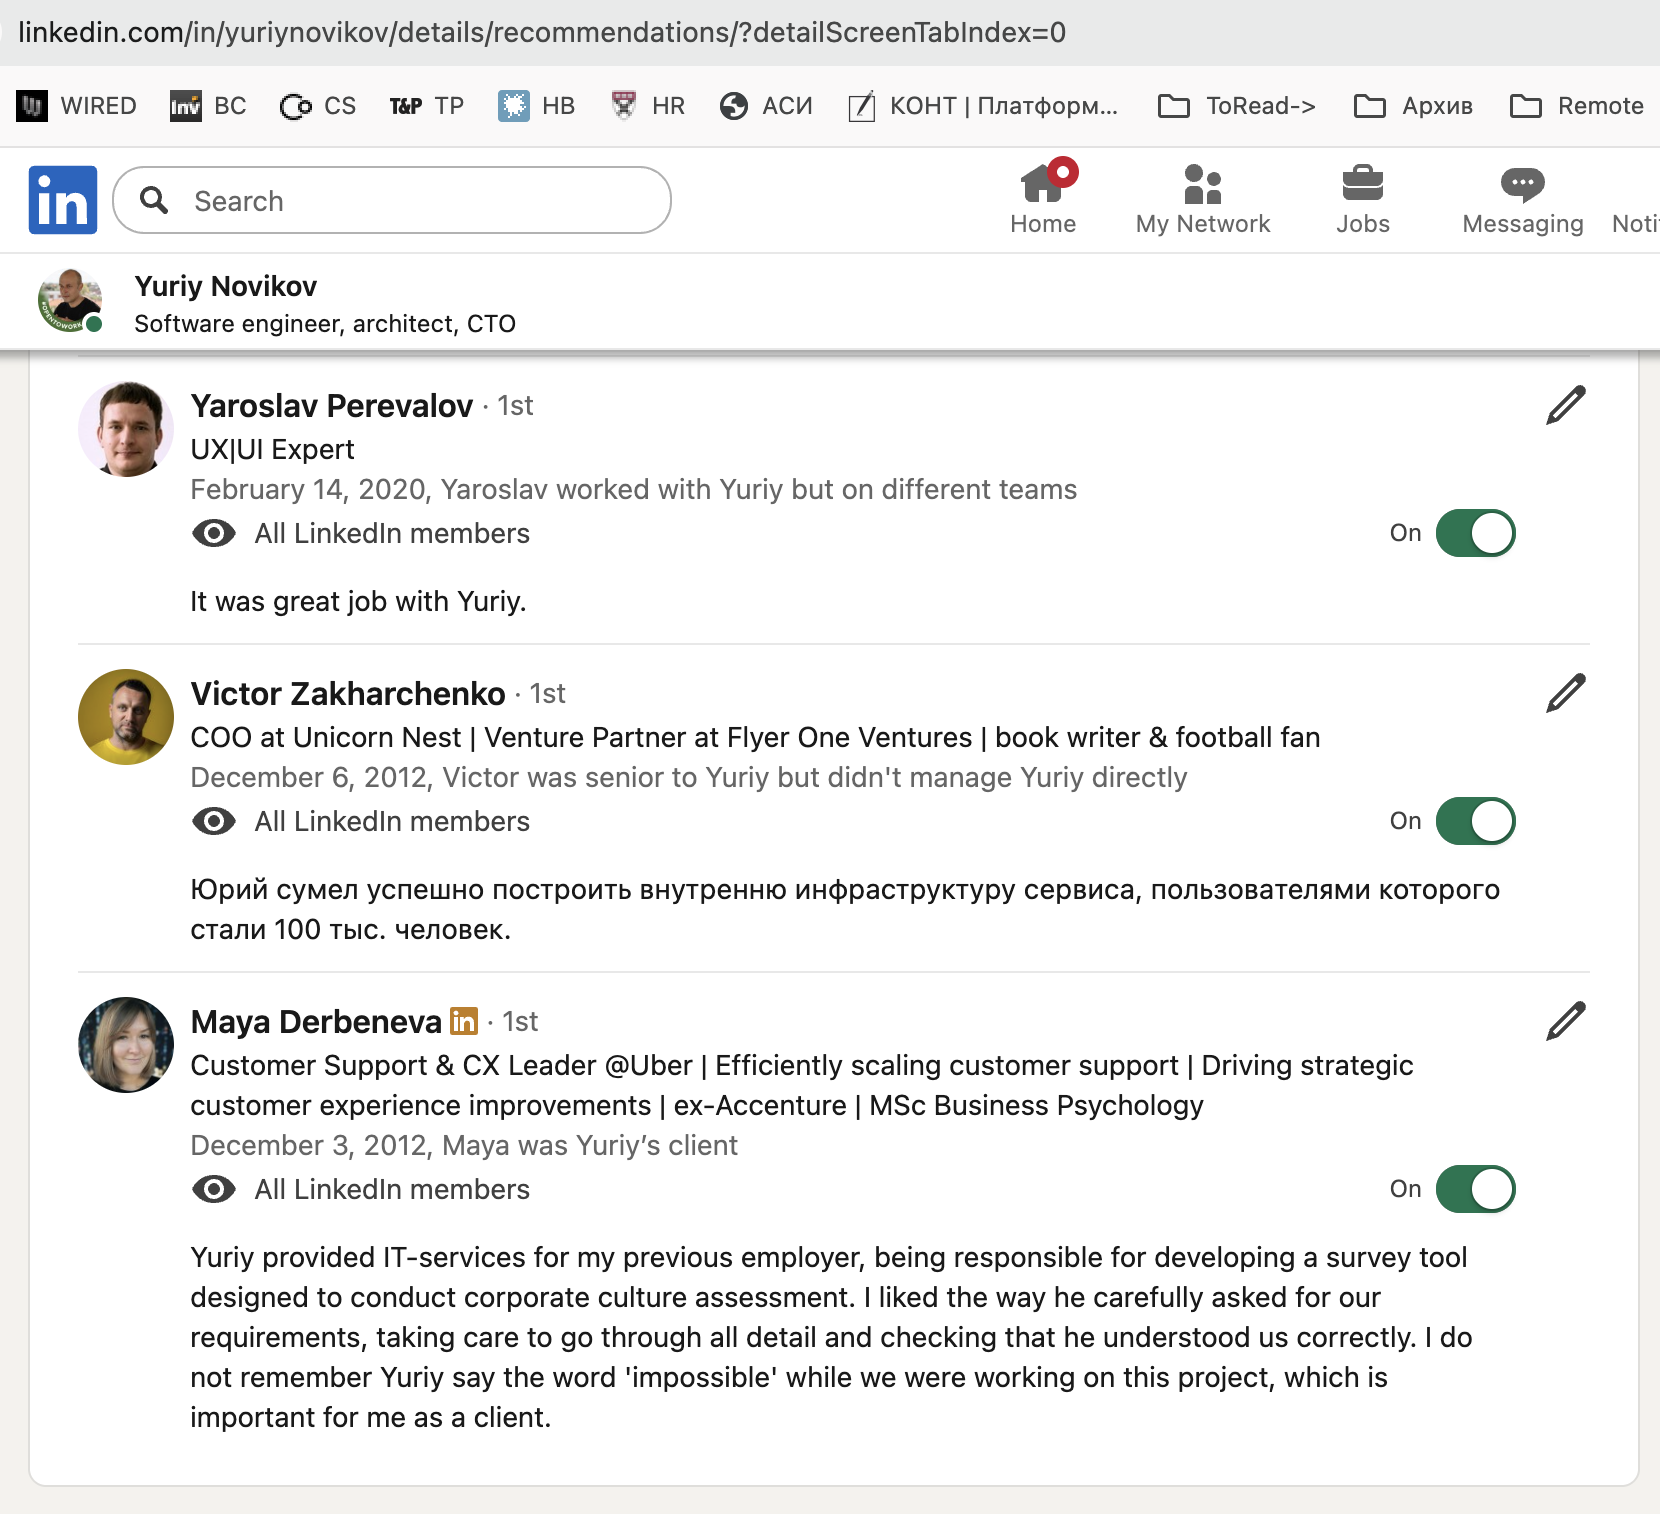 linkedin.com/in/yuriynovikov/details/recommendations/?detailScreenTabIndex=0
WIRED Inv BC CS T&P TP HB HR АСИ КОНТ | Платформ... ToRead-> Архив Remote
in Search Home My Network Jobs Messaging Noti
Yuriy Novikov
Software engineer, architect, CTO
#OPENTOWORK
Yaroslav Perevalov · 1st
UX|UI Expert
February 14, 2020, Yaroslav worked with Yuriy but on different teams
All LinkedIn members On
It was great job with Yuriy.
Victor Zakharchenko · 1st
COO at Unicorn Nest | Venture Partner at Flyer One Ventures | book writer & football fan
December 6, 2012, Victor was senior to Yuriy but didn't manage Yuriy directly
All LinkedIn members On
Юрий сумел успешно построить внутренню инфраструктуру сервиса, пользователями которого
стали 100 тыс. человек.
Maya Derbeneva in · 1st
Customer Support & CX Leader @Uber | Efficiently scaling customer support | Driving strategic
customer experience improvements | ex-Accenture | MSc Business Psychology
December 3, 2012, Maya was Yuriy’s client
All LinkedIn members On
Yuriy provided IT-services for my previous employer, being responsible for developing a survey tool
designed to conduct corporate culture assessment. I liked the way he carefully asked for our
requirements, taking care to go through all detail and checking that he understood us correctly. I do
not remember Yuriy say the word 'impossible' while we were working on this project, which is
important for me as a client.